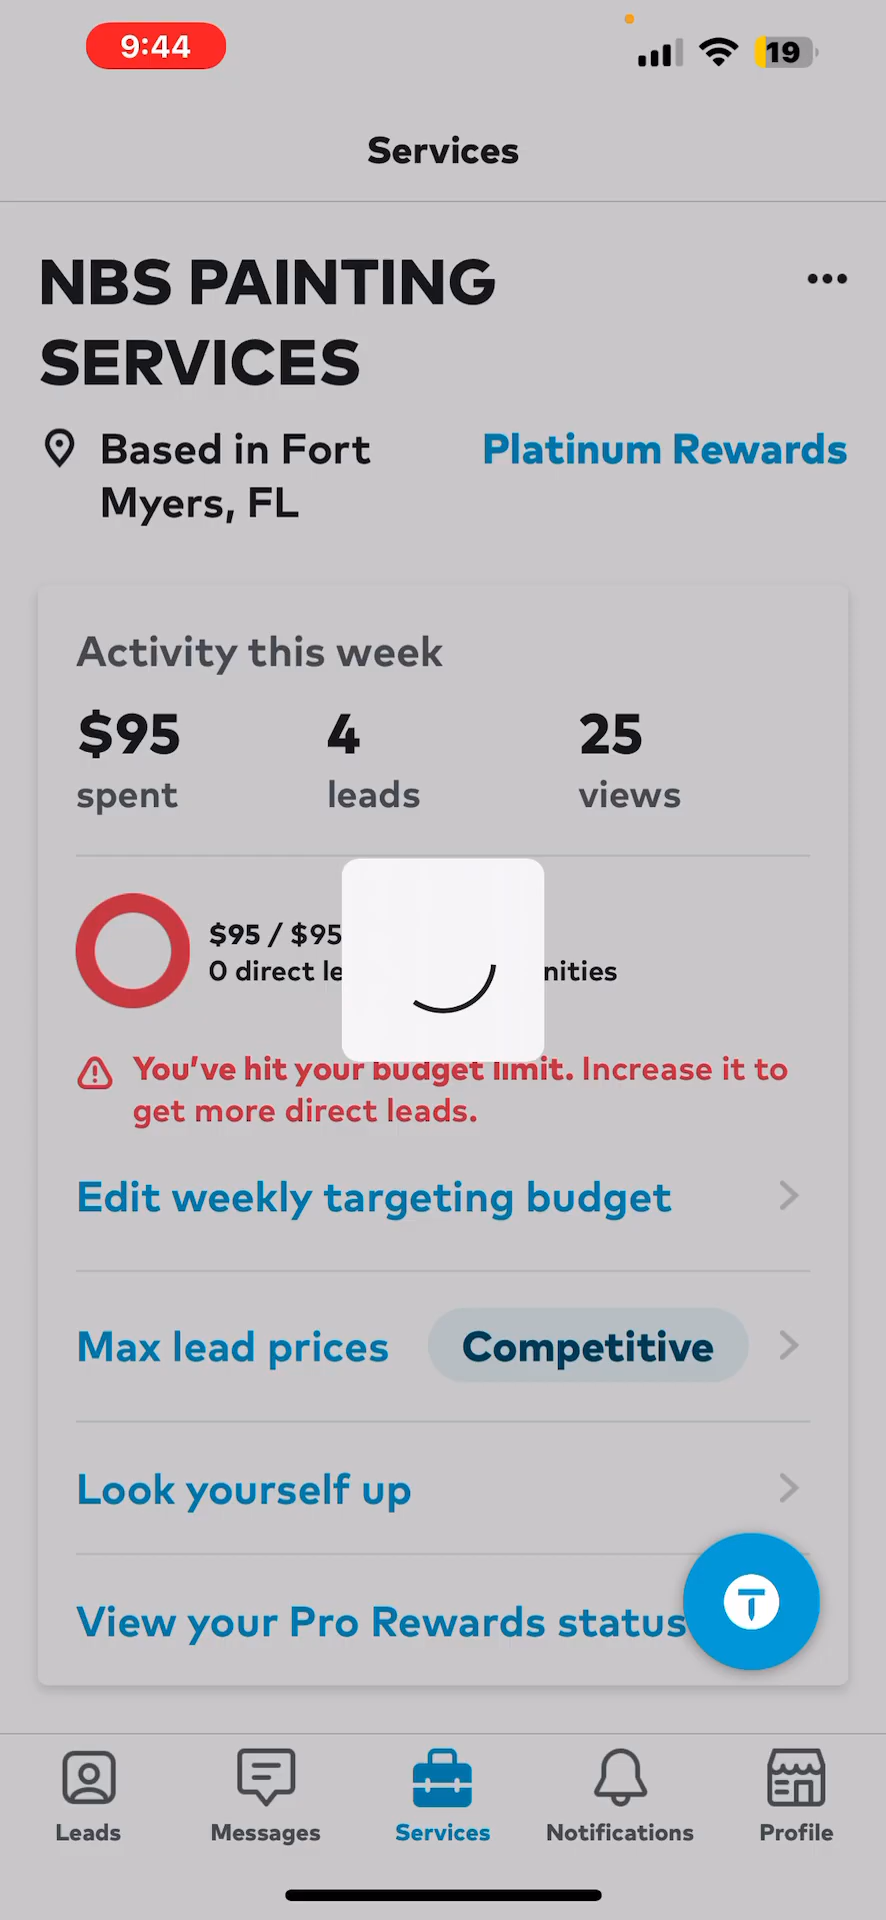 9:44
19
Services
NBS PAINTING
SERVICES
Based in Fort
Myers, FL
Platinum Rewards
Activity this week
$95
4
25
spent
leads
views
$95 / $95
0 direct le
nities
You've hit your budget limit. Increase it to
get more direct leads.
Edit weekly targeting budget
Max lead prices
Competitive
Look yourself up
View your Pro Rewards status
Leads
Messages
Services
Notifications
Profile